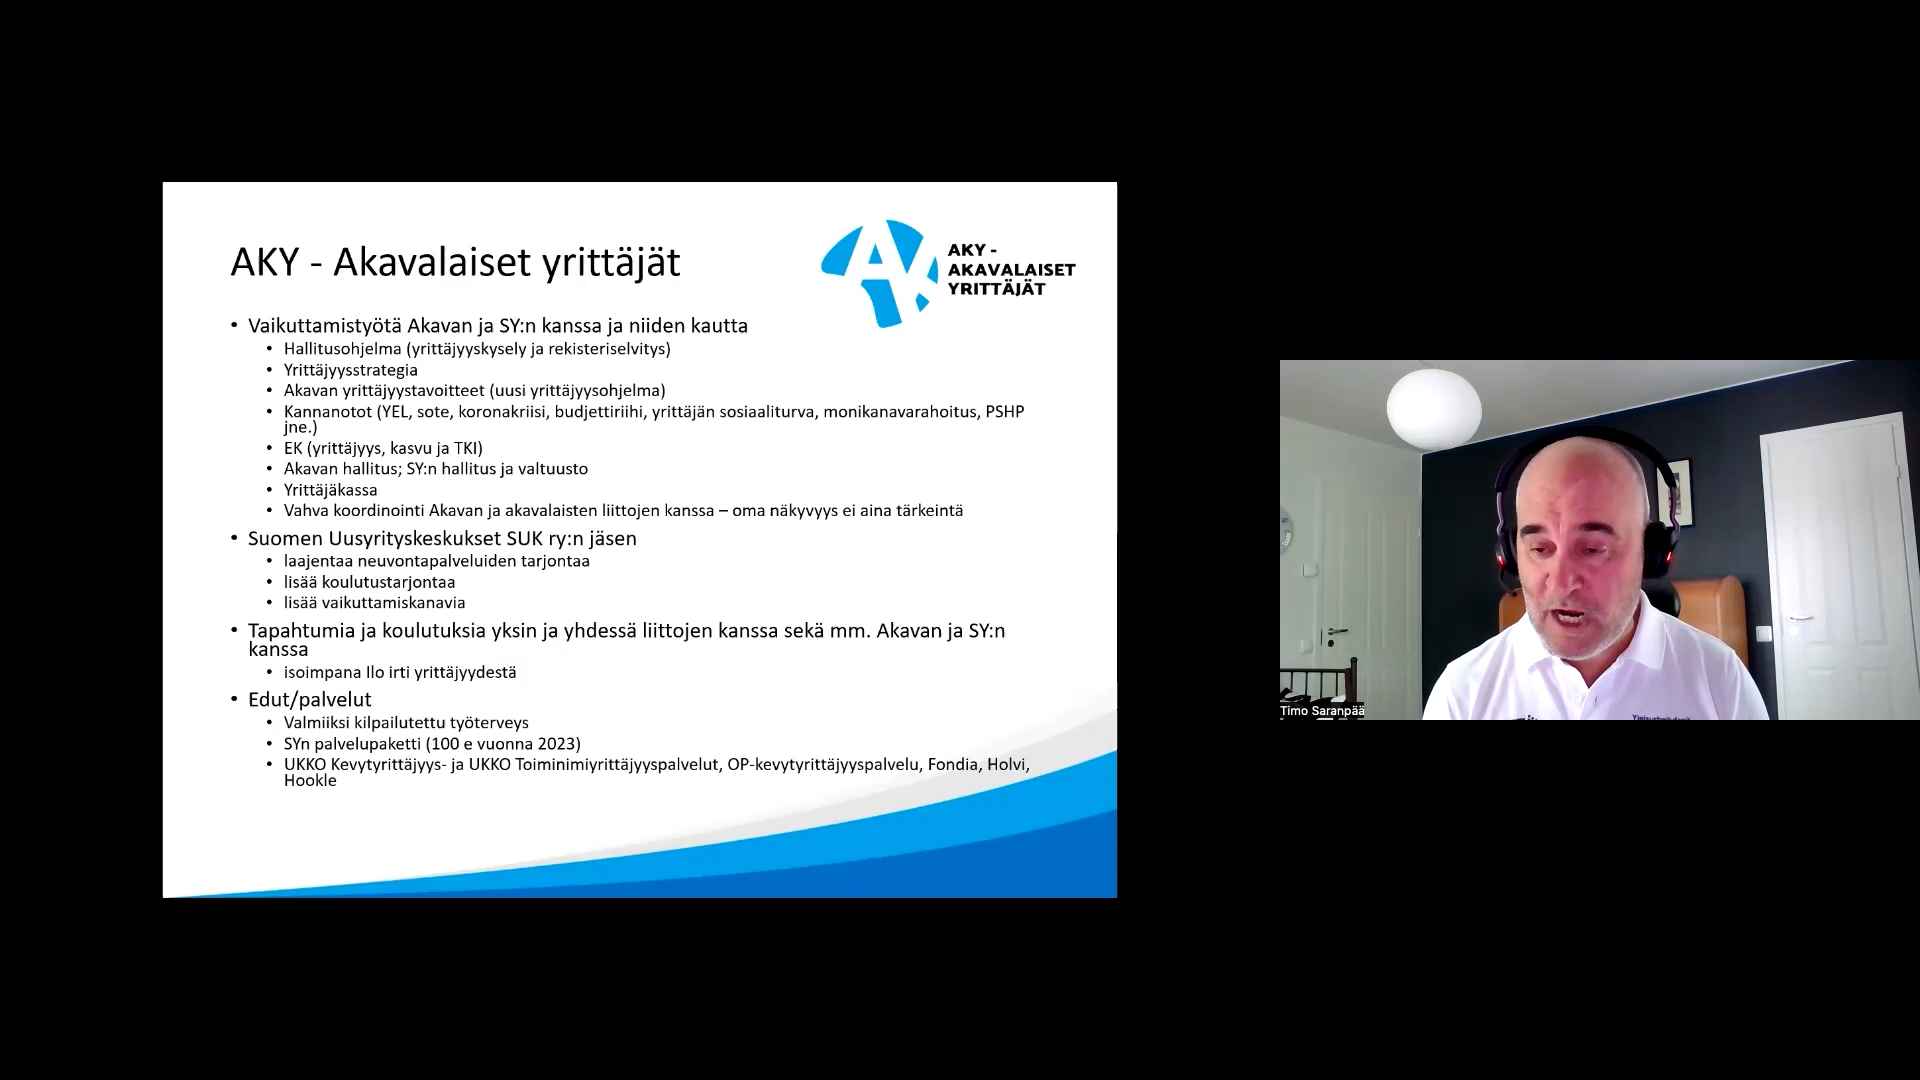 AKY - Akavalaiset yrittäjät
AKY -
AKAVALAISET
YRITTÄJÄT
• Vaikuttamistyötä Akavan ja SY:n kanssa ja niiden kautta
• Hallitusohjelma (yrittäjyyskysely ja rekisteriselvitys)
• Yrittäjyysstrategia
• Akavan yrittäjyystavoitteet (uusi yrittäjyysohjelma)
• Kannanotot (YEL, sote, koronakriisi, budjettiriihi, yrittäjän sosiaaliturva, monikanavarahoitus, PSHP
jne.)
• EK (yrittäjyys, kasvu ja TKI)
• Akavan hallitus; SY:n hallitus ja valtuusto
• Yrittäjäkassa
• Vahva koordinointi Akavan ja akavalaisten liittojen kanssa – oma näkyvyys ei aina tärkeintä
• Suomen Uusyrityskeskukset SUK ry:n jäsen
• laajentaa neuvontapalveluiden tarjontaa
• lisää koulutustarjontaa
• lisää vaikuttamiskanavia
• Tapahtumia ja koulutuksia yksin ja yhdessä liittojen kanssa sekä mm. Akavan ja SY:n
kanssa
• isoimpana Ilo irti yrittäjyydestä
• Edut/palvelut
• Valmiiksi kilpailutettu työterveys
• SYn palvelupaketti (100 e vuonna 2023)
• UKKO Kevytyrittäjyys- ja UKKO Toiminimiyrittäjyyspalvelut, OP-kevytyrittäjyyspalvelu, Fondia, Holvi,
Hookle
Timo Saranpää